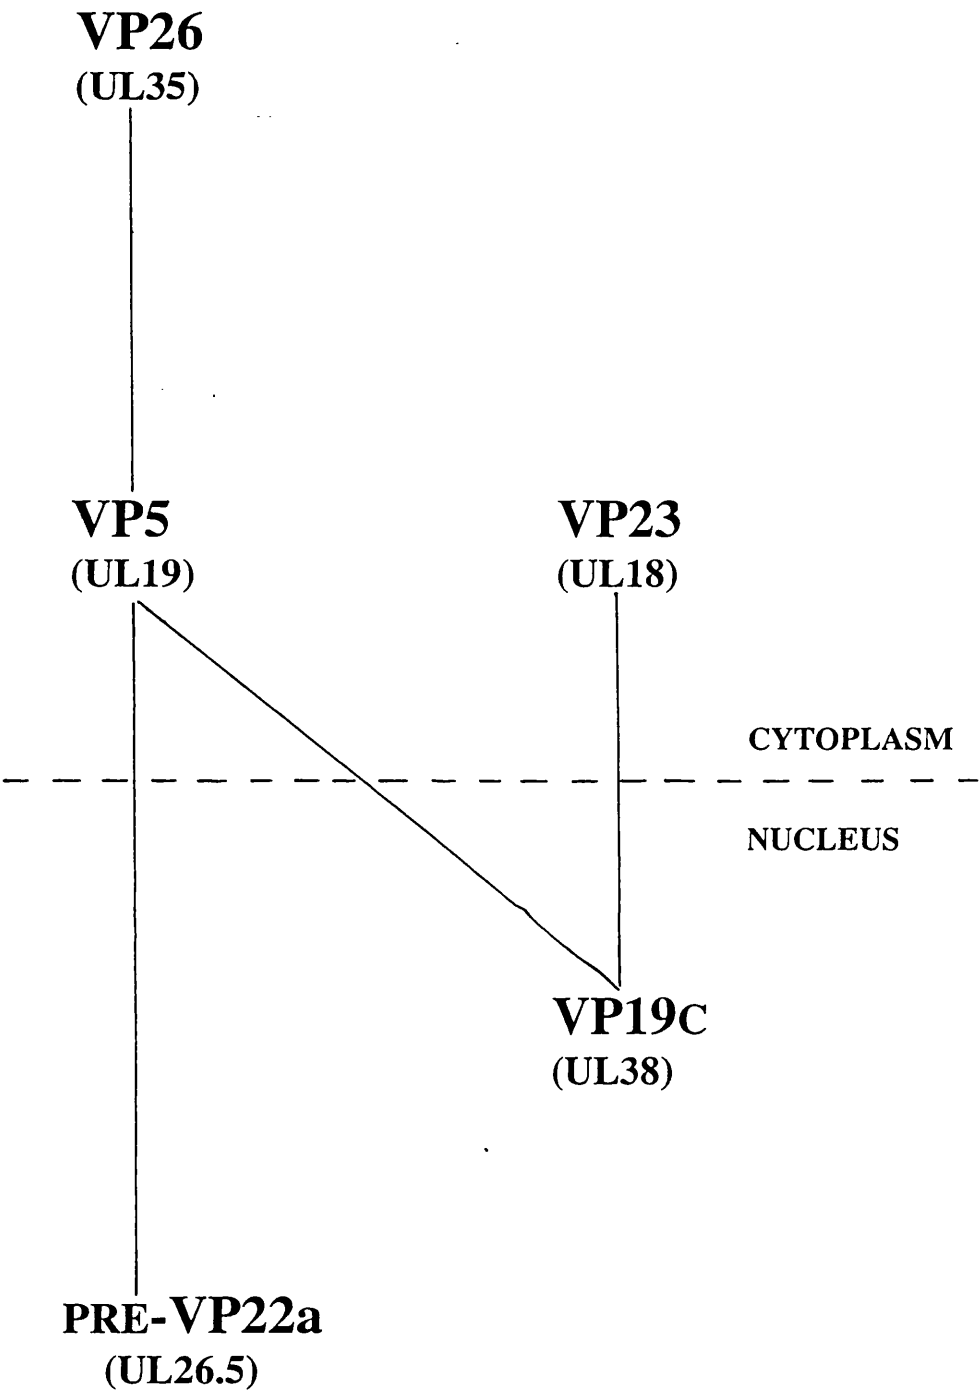 VP26
(UL35)
VP5
(UL19)
VP23
(UL18)
CYTOPLASM
NUCLEUS
VP19C
(UL38)
PRE-VP22a
(UL26.5)